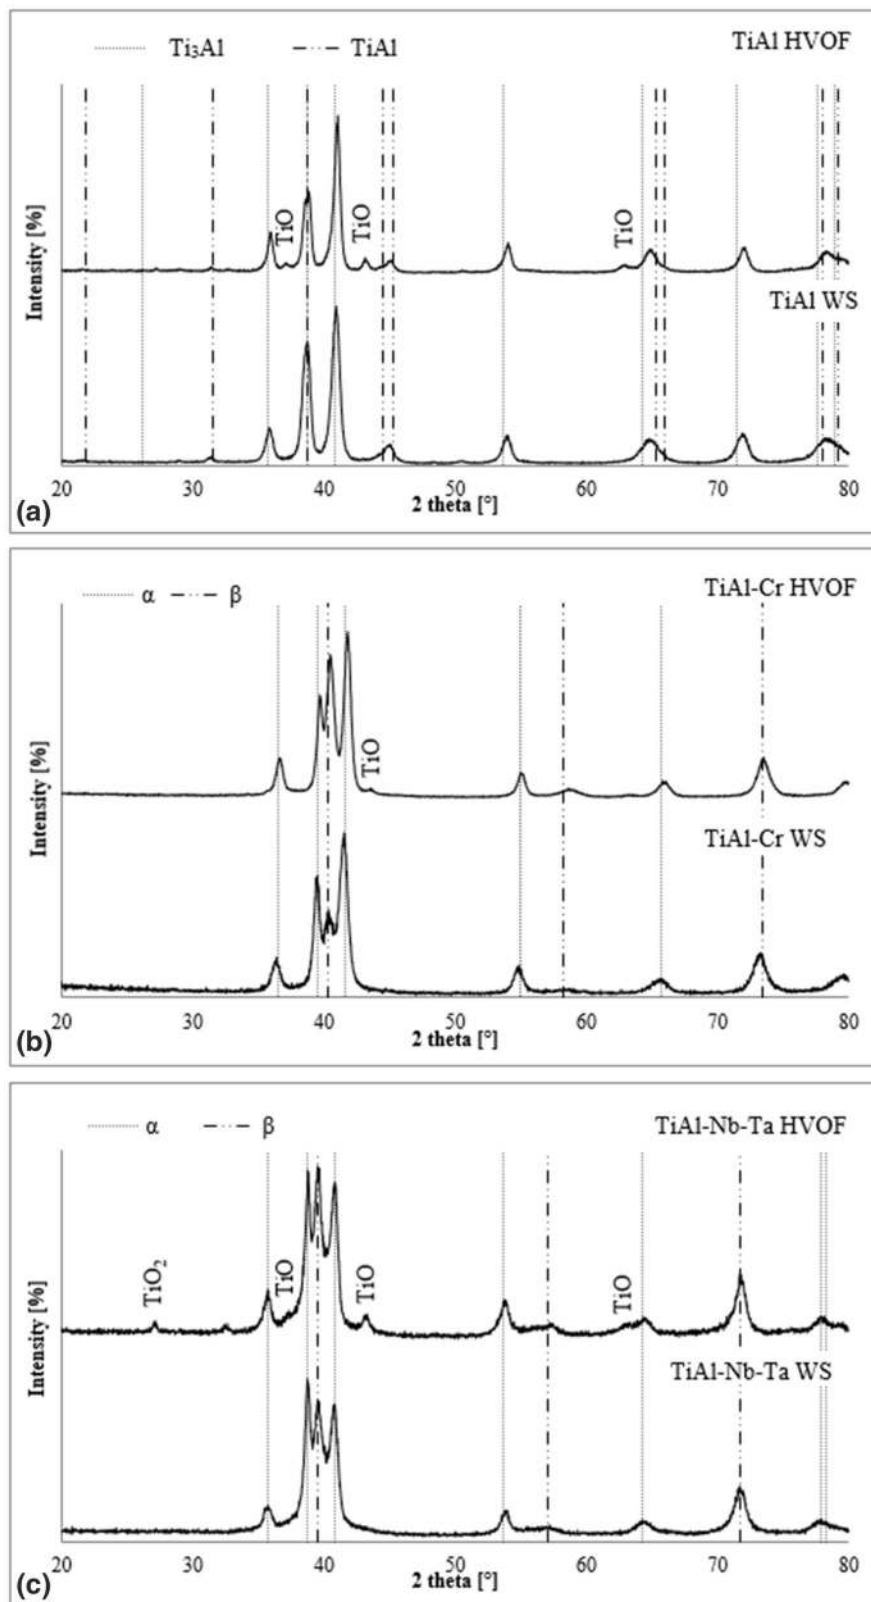 Ti₃Al TiAl TiAl HVOF
TiO TiO TiO
Intensity [%]
TiAl WS
20 30 40 50 60 70 80
2 theta [°]
(a)
α β TiAl-Cr HVOF
TiO
Intensity [%]
TiAl-Cr WS
20 30 40 50 60 70 80
2 theta [°]
(b)
α β TiAl-Nb-Ta HVOF
TiO₂ TiO TiO TiO
Intensity [%]
TiAl-Nb-Ta WS
20 30 40 50 60 70 80
2 theta [°]
(c)